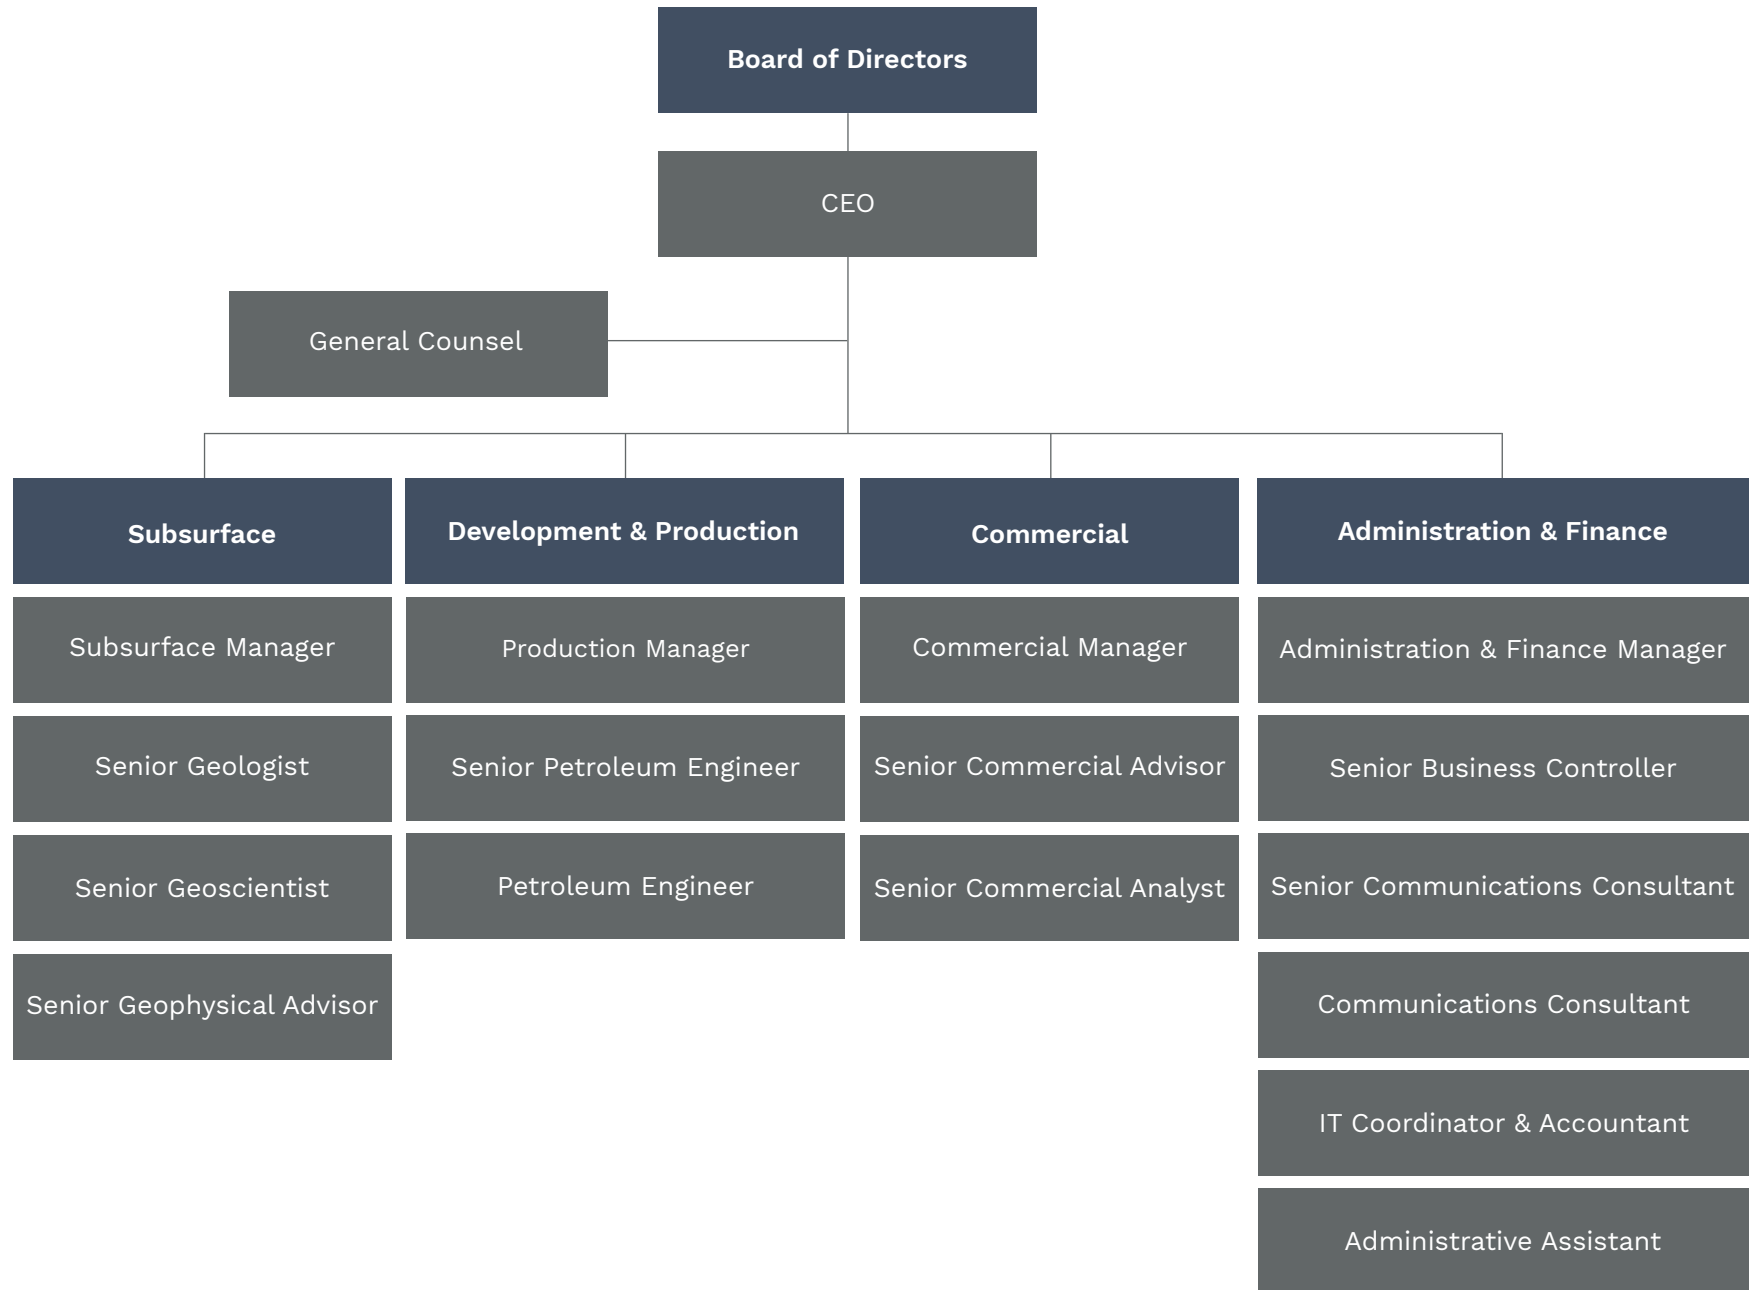 Board of Directors
CEO
General Counsel
Subsurface
Development & Production
Commercial
Administration & Finance
Subsurface Manager
Production Manager
Commercial Manager
Administration & Finance Manager
Senior Geologist
Senior Petroleum Engineer
Senior Commercial Advisor
Senior Business Controller
Senior Geoscientist
Petroleum Engineer
Senior Commercial Analyst
Senior Communications Consultant
Senior Geophysical Advisor
Communications Consultant
IT Coordinator & Accountant
Administrative Assistant